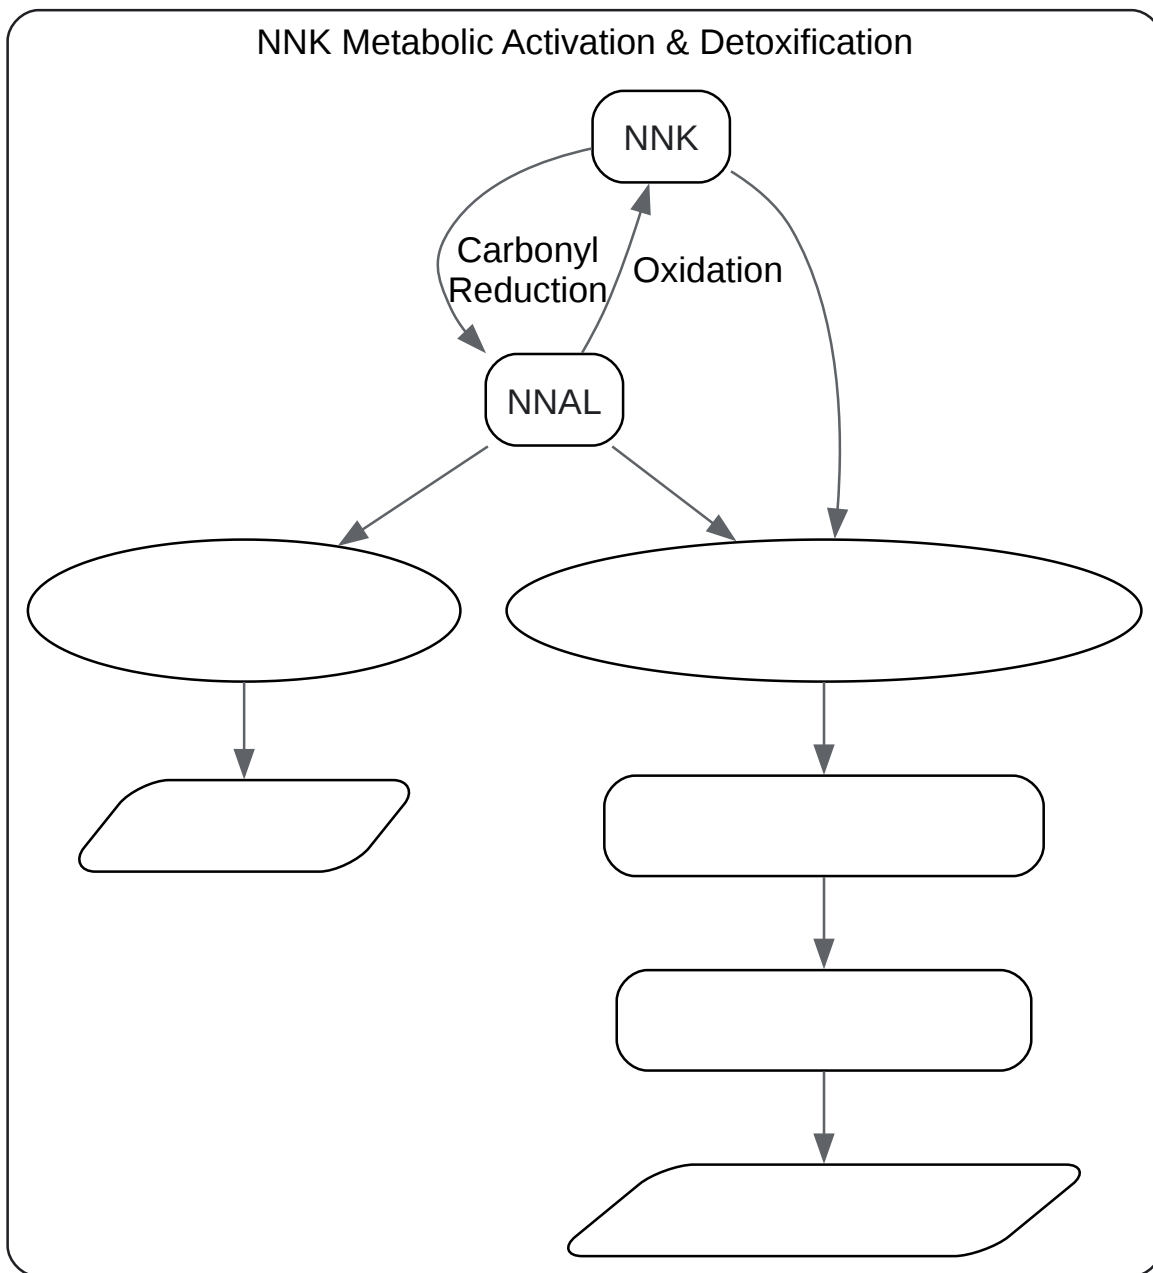 NNK Metabolic Activation & Detoxification
NNK
Carbonyl
Reduction
Oxidation
NNAL